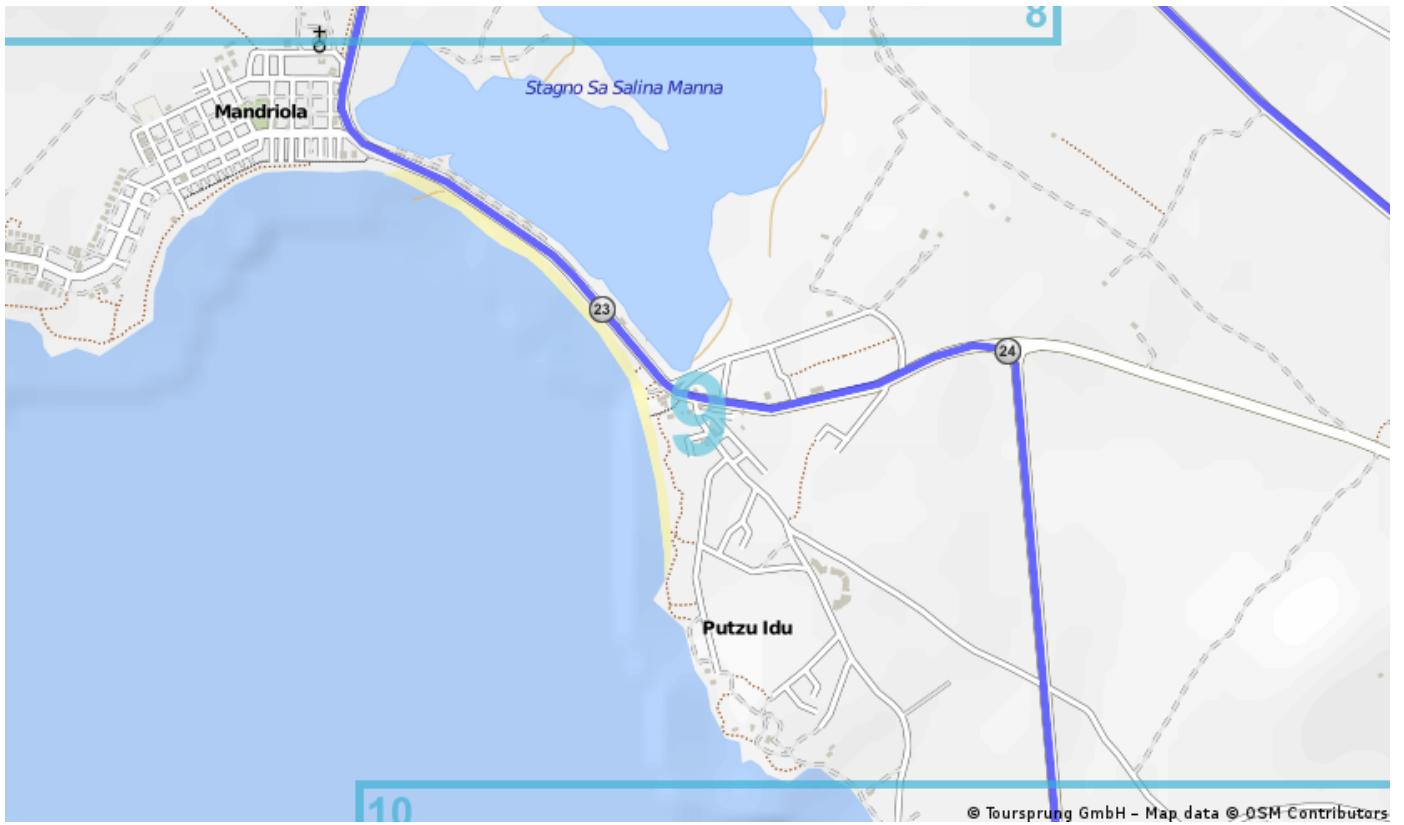 8
Stagno Sa Salina Manna
Mandriola
23
24
9
Putzu Idu
10
© Toursprung GmbH – Map data © OSM Contributors